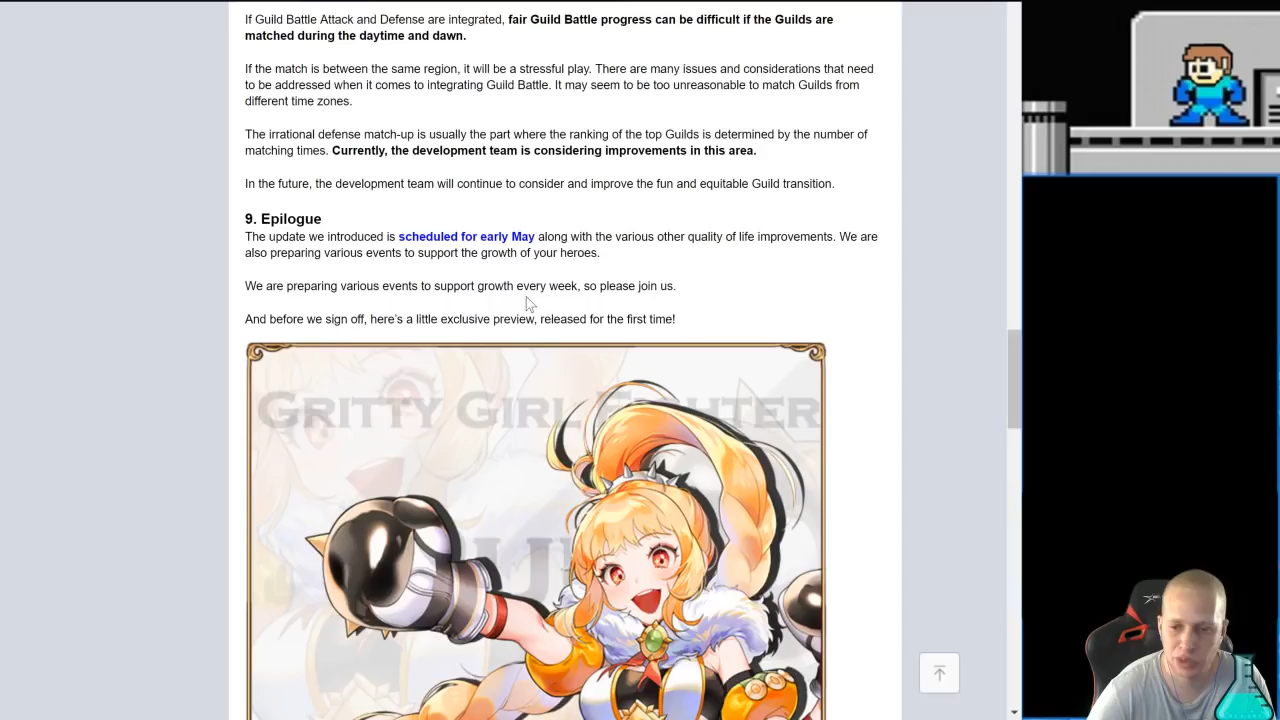 If Guild Battle Attack and Defense are integrated, fair Guild Battle progress can be difficult if the Guilds are
matched during the daytime and dawn.
If the match is between the same region, it will be a stressful play. There are many issues and considerations that need
to be addressed when it comes to integrating Guild Battle. It may seem to be too unreasonable to match Guilds from
different time zones.
The irrational defense match-up is usually the part where the ranking of the top Guilds is determined by the number of
matching times. Currently, the development team is considering improvements in this area.
In the future, the development team will continue to consider and improve the fun and equitable Guild transition.
9. Epilogue
The update we introduced is scheduled for early May along with the various other quality of life improvements. We are
also preparing various events to support the growth of your heroes.
We are preparing various events to support growth every week, so please join us.
And before we sign off, here's a little exclusive preview, released for the first time!
GRITTY GIRL FIGHTER